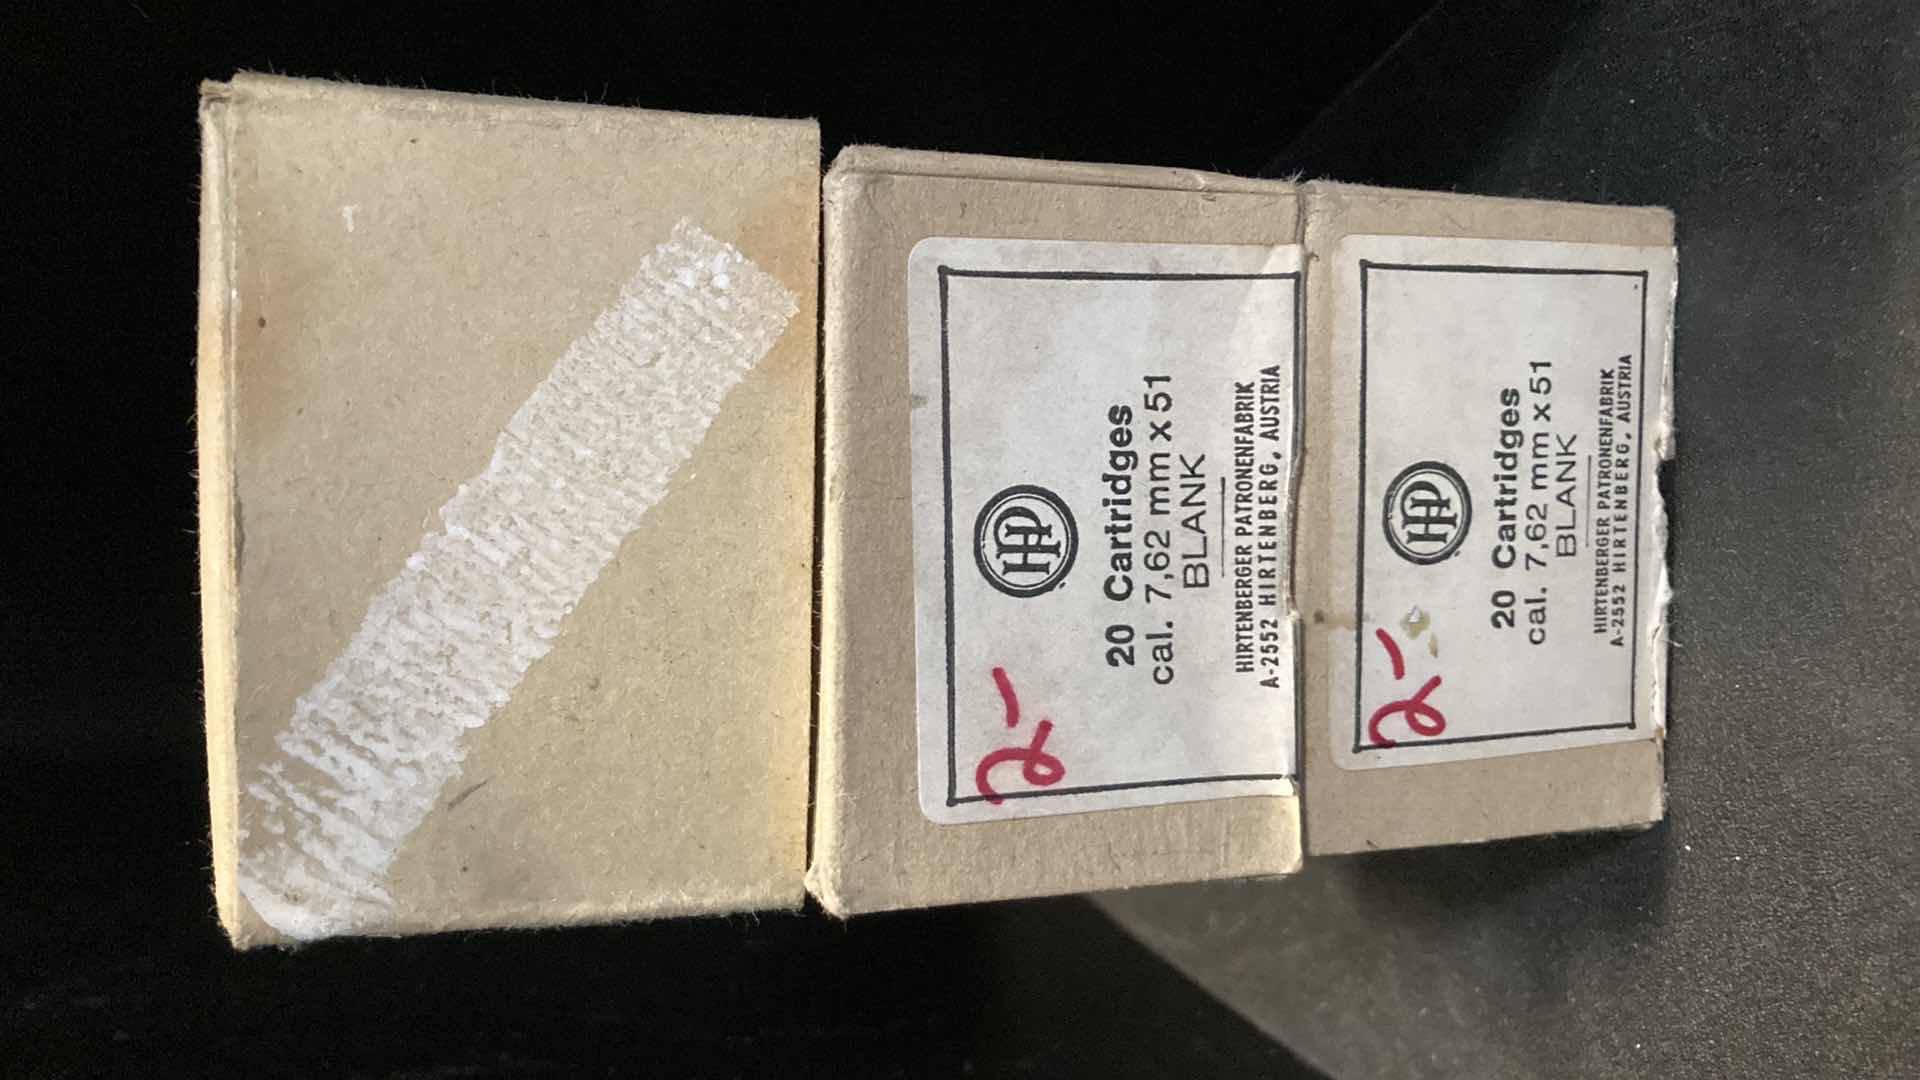 HP
20 Cartridges
cal. 7,62 mm x 51
BLANK
HIRTENBERGER PATRONENFABRIK
A-2552 HIRTENBERG, AUSTRIA
2-
HP
20 Cartridges
cal. 7,62 mm x 51
BLANK
HIRTENBERGER PATRONENFABRIK
A-2552 HIRTENBERG, AUSTRIA
2-